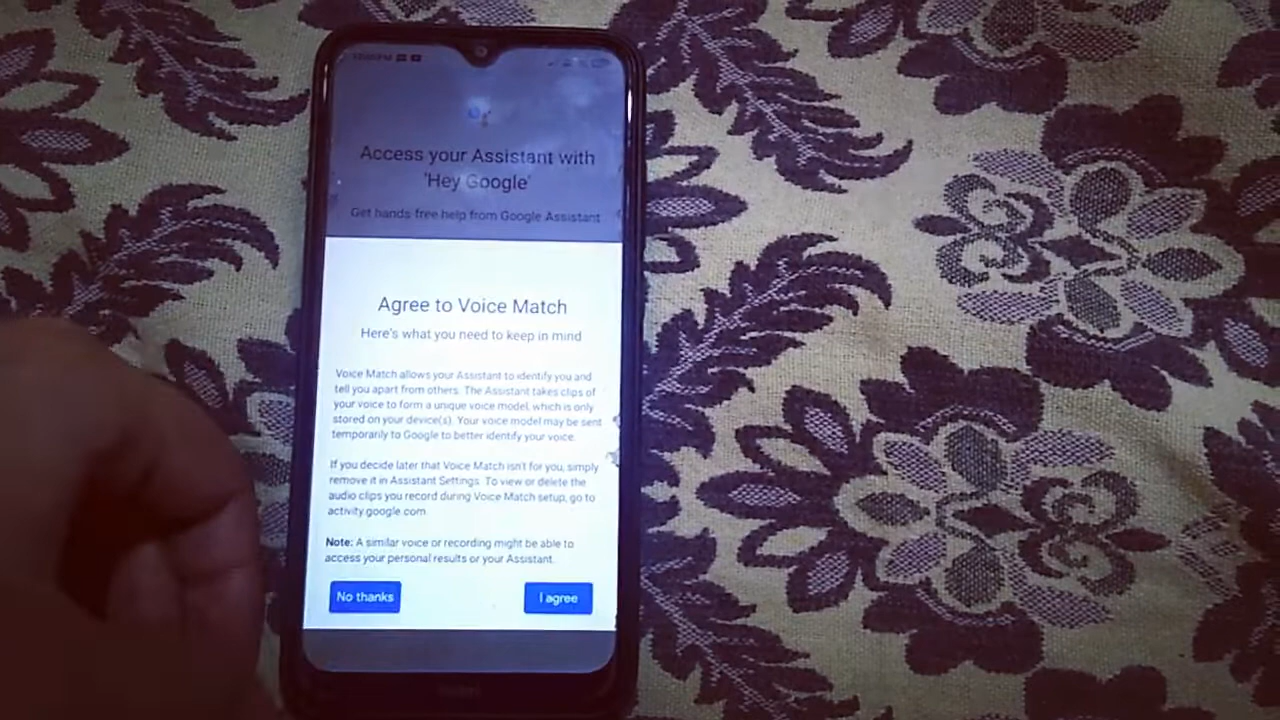 Access your Assistant with
'Hey Google'
Get hands-free help from Google Assistant
Agree to Voice Match
Here's what you need to keep in mind
Voice Match allows your Assistant to identify you and
tell you apart from others. The Assistant takes clips of
your voice to form a unique voice model, which is only
stored on your device(s). Your voice model may be sent
temporarily to Google to better identify your voice.
If you decide later that Voice Match isn't for you, simply
remove it in Assistant Settings. To view or delete the
audio clips you record during Voice Match setup, go to
activity.google.com.
Note: A similar voice or recording might be able to
access your personal results or your Assistant.
No thanks
I agree